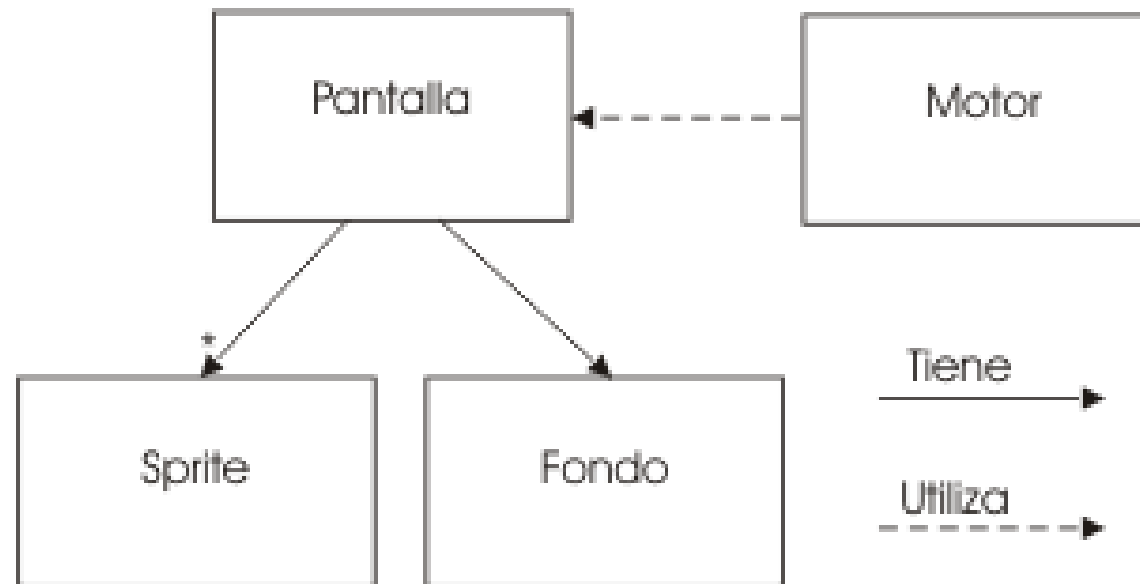 Pantalla
Motor
*
Tiene
Sprite
Fondo
Utiliza